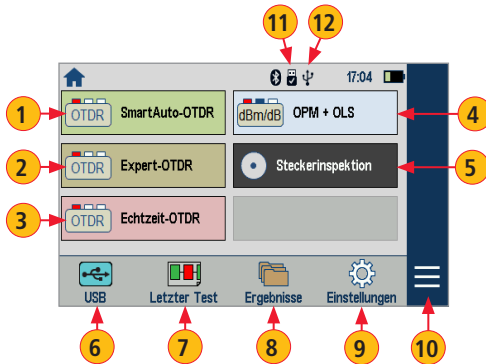 11 12
17:04
1 OTDR SmartAuto-OTDR dBm/dB OPM + OLS 4
2 OTDR Expert-OTDR Steckerinspektion 5
3 OTDR Echtzeit-OTDR
USB Letzter Test Ergebnisse Einstellungen
6 7 8 9 10